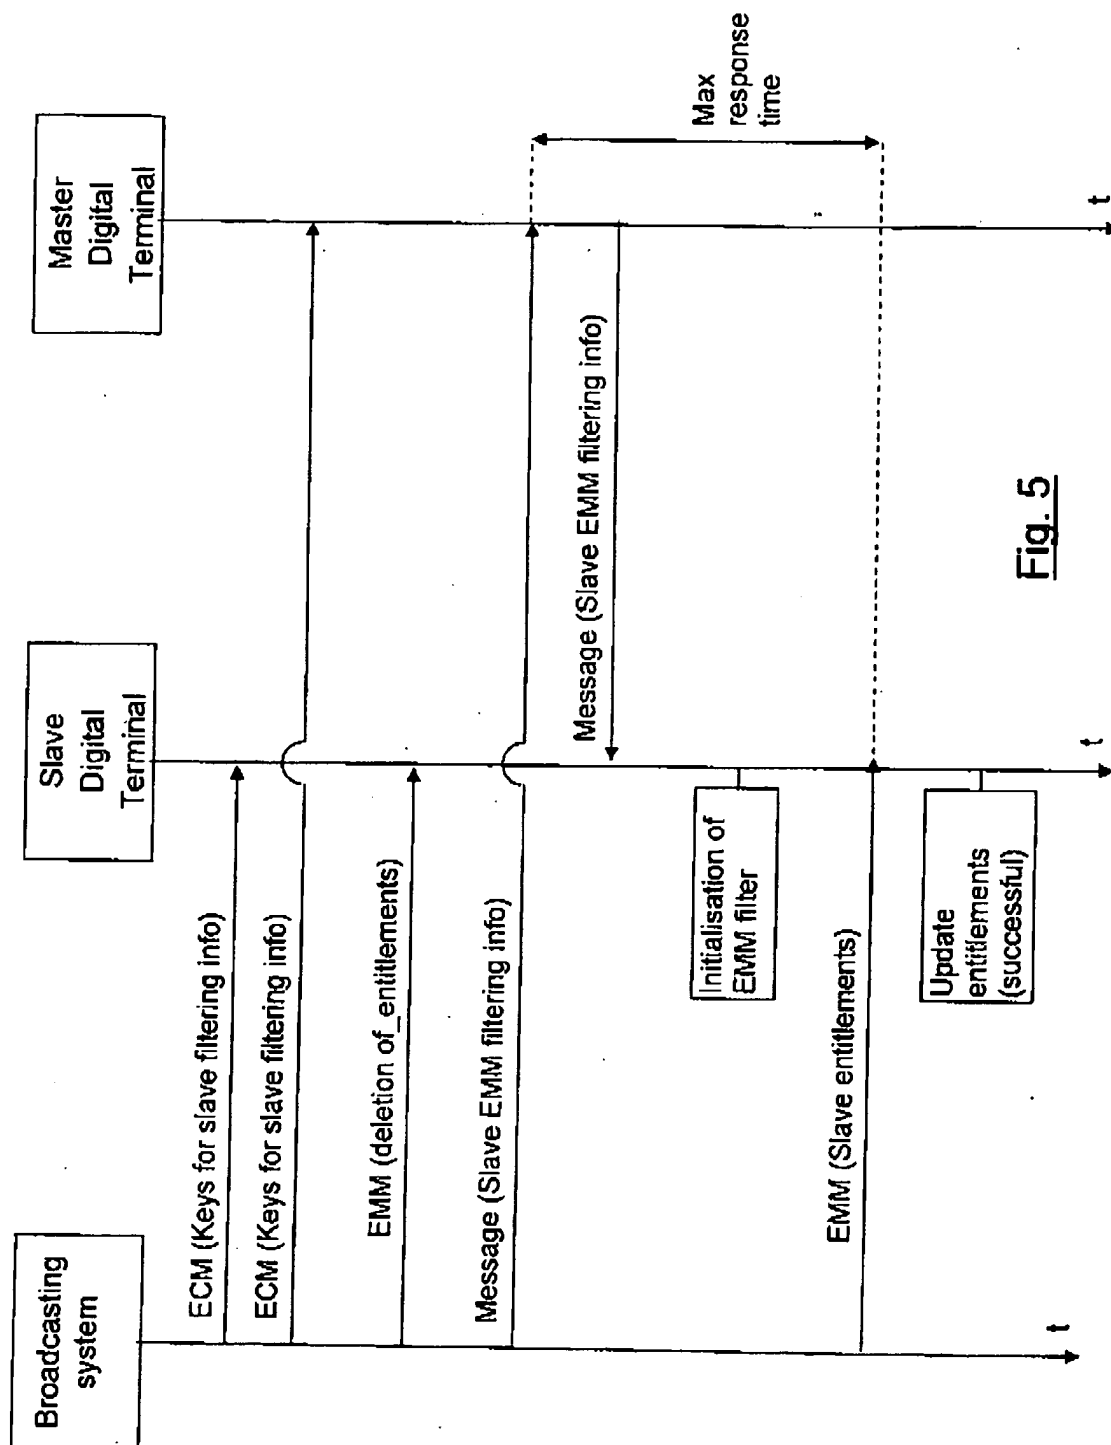 Broadcasting
system
Slave
Digital
Terminal
Master
Digital
Terminal
ECM (Keys for slave filtering info)
ECM (Keys for slave filtering info)
EMM (deletion of_entitlements)
Message (Slave EMM filtering info)
Message (Slave EMM filtering info)
Max
response
time
Initialisation of
EMM filter
EMM (Slave entitlements)
Update
entitlements
(successful)
t
t
t
Fig. 5